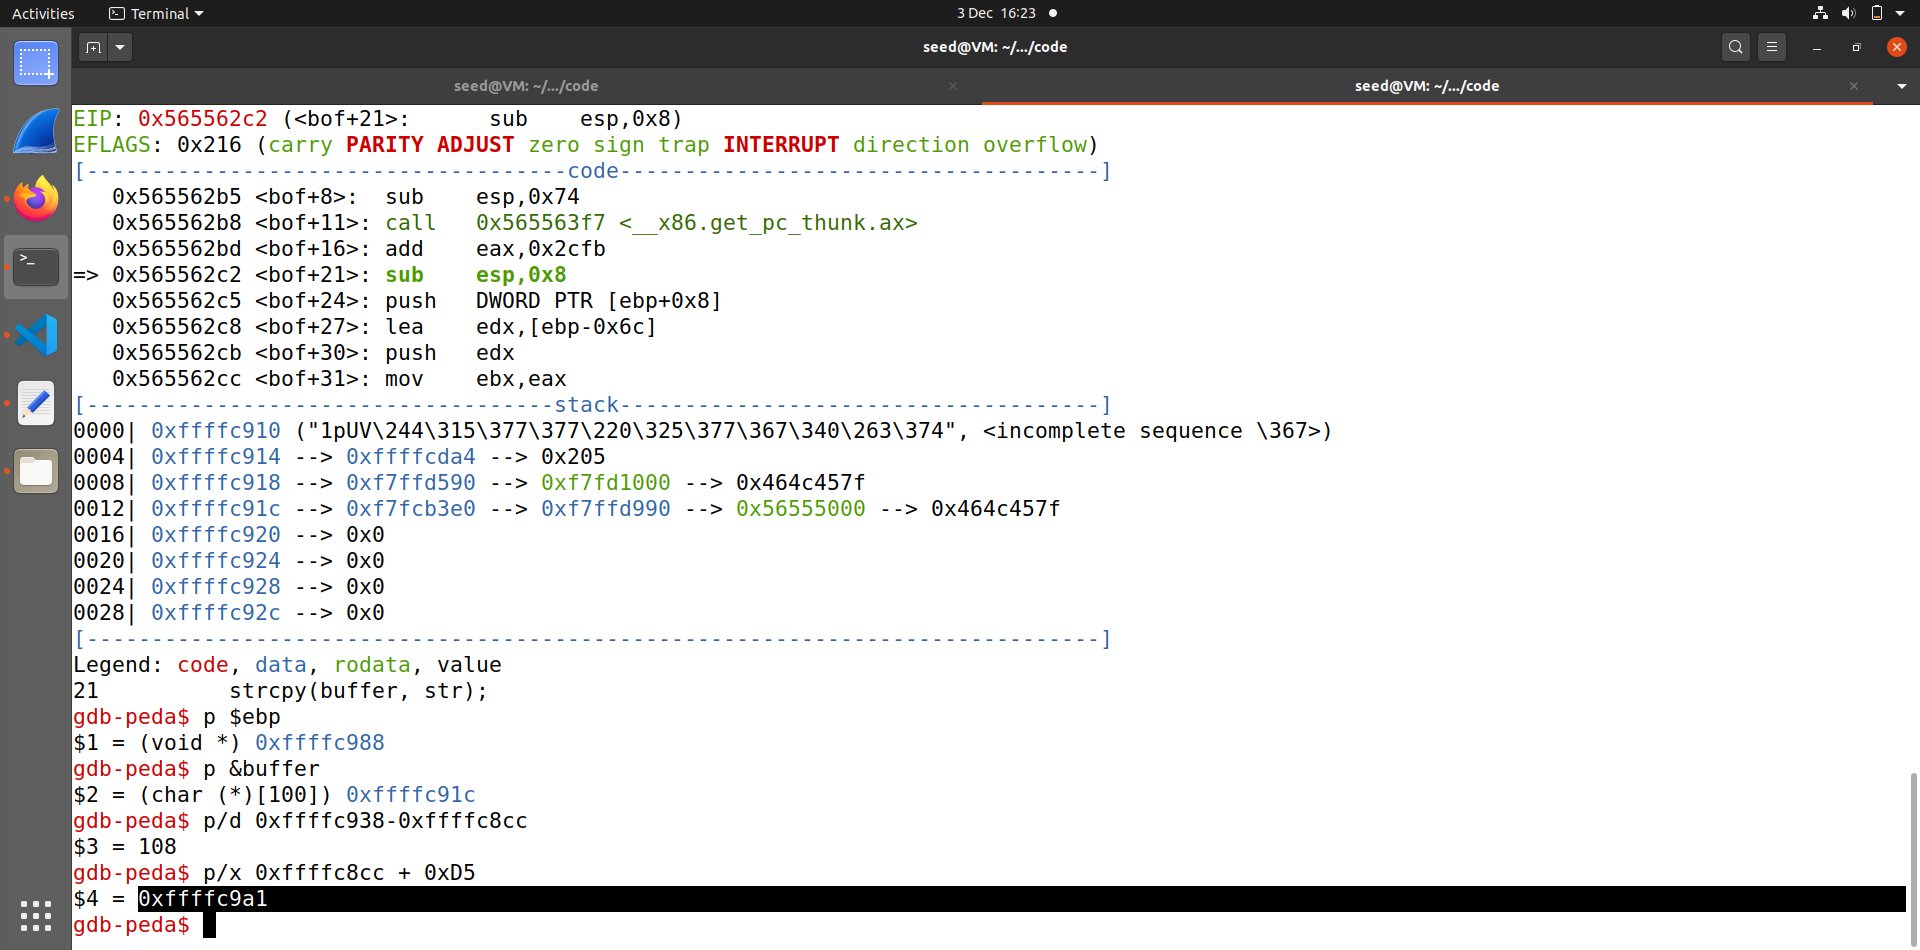 Activities Terminal 3 Dec 16:23
seed@VM: ~/.../code
seed@VM: ~/.../code seed@VM: ~/.../code
EIP: 0x565562c2 (<bof+21>:      sub    esp,0x8)
EFLAGS: 0x216 (carry PARITY ADJUST zero sign trap INTERRUPT direction overflow)
[-------------------------------------code-------------------------------------]
   0x565562b5 <bof+8>:  sub    esp,0x74
   0x565562b8 <bof+11>: call   0x565563f7 <__x86.get_pc_thunk.ax>
   0x565562bd <bof+16>: add    eax,0x2cfb
=> 0x565562c2 <bof+21>: sub    esp,0x8
   0x565562c5 <bof+24>: push   DWORD PTR [ebp+0x8]
   0x565562c8 <bof+27>: lea    edx,[ebp-0x6c]
   0x565562cb <bof+30>: push   edx
   0x565562cc <bof+31>: mov    ebx,eax
[------------------------------------stack-------------------------------------]
0000| 0xffffc910 ("1pUV\244\315\377\377\220\325\377\367\340\263\374", <incomplete sequence \367>)
0004| 0xffffc914 --> 0xffffcda4 --> 0x205
0008| 0xffffc918 --> 0xf7ffd590 --> 0xf7fd1000 --> 0x464c457f
0012| 0xffffc91c --> 0xf7fcb3e0 --> 0xf7ffd990 --> 0x56555000 --> 0x464c457f
0016| 0xffffc920 --> 0x0
0020| 0xffffc924 --> 0x0
0024| 0xffffc928 --> 0x0
0028| 0xffffc92c --> 0x0
[------------------------------------------------------------------------------]
Legend: code, data, rodata, value
21          strcpy(buffer, str);
gdb-peda$ p $ebp
$1 = (void *) 0xffffc988
gdb-peda$ p &buffer
$2 = (char (*)[100]) 0xffffc91c
gdb-peda$ p/d 0xffffc938-0xffffc8cc
$3 = 108
gdb-peda$ p/x 0xffffc8cc + 0xD5
$4 = 0xffffc9a1
gdb-peda$